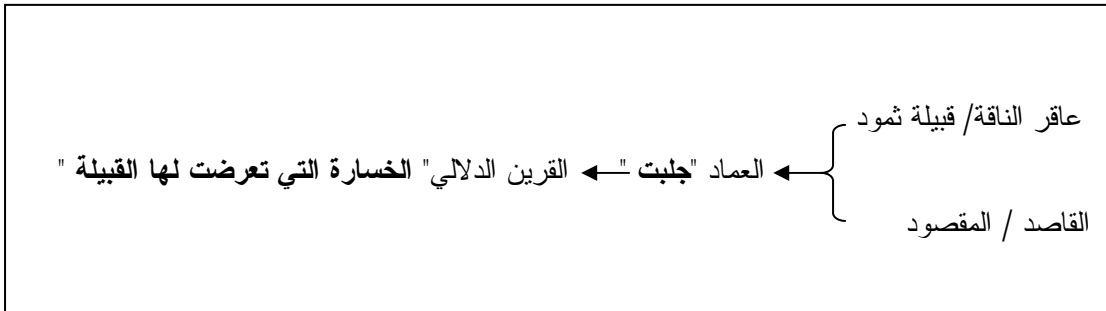 عاقر الناقة/ قبيلة ثمود
العماد "جلبت " القرين الدلالي" الخسارة التي تعرضت لها القبيلة "
القاصد / المقصود